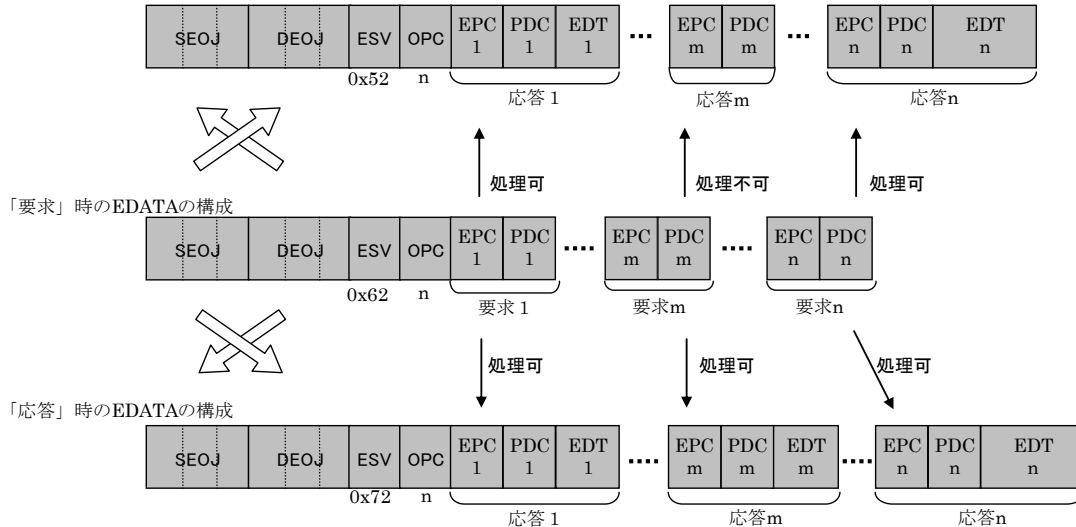 SEOJ DEOJ ESV OPC EPC 1 PDC 1 EDT 1 … EPC m PDC m … EPC n PDC n EDT n
0x52 n 応答1 応答m 応答n
処理可 処理不可 処理可
「要求」時のEDATAの構成
SEOJ DEOJ ESV OPC EPC 1 PDC 1 …. EPC m PDC m …. EPC n PDC n
0x62 n 要求1 要求m 要求n
処理可 処理可 処理可
「応答」時のEDATAの構成
SEOJ DEOJ ESV OPC EPC 1 PDC 1 EDT 1 …. EPC m PDC m EDT m …. EPC n PDC n EDT n
0x72 n 応答1 応答m 応答n